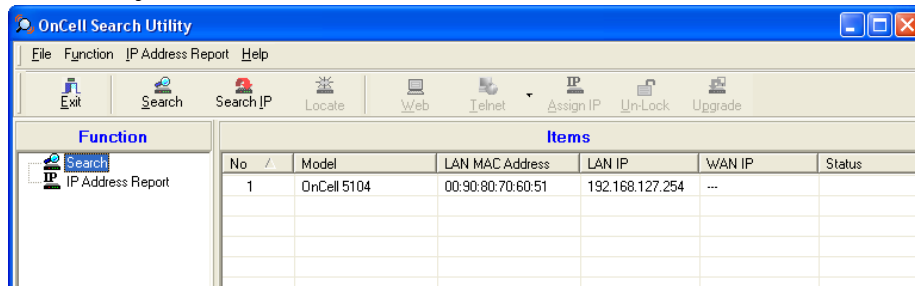 OnCell Search Utility
File Function IP Address Report Help
Exit Search Search IP Locate Web Telnet Assign IP Un-Lock Upgrade
Function Items
Search No Model LAN MAC Address LAN IP WAN IP Status
IP Address Report 1 OnCell 5104 00:90:80:70:60:51 192.168.127.254 ---